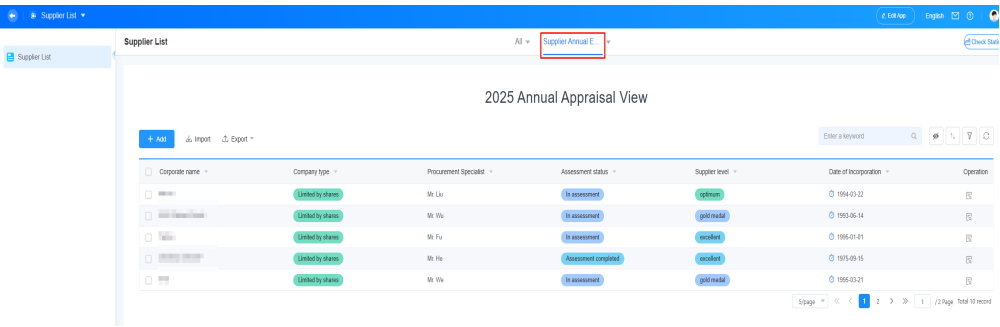 Supplier List
Edit App English
Supplier List
Supplier List All Supplier Annual E... Check Stati
2025 Annual Appraisal View
+ Add Import Export Enter a keyword
Corporate name Company type Procurement Specialist Assessment status Supplier level Date of Incorporation Operation
Limited by shares Mr. Liu In assessment optimum 1994-03-22
Limited by shares Mr. Wu In assessment gold medal 1993-06-14
Limited by shares Mr. Fu In assessment excellent 1995-01-01
Limited by shares Mr. He Assessment completed excellent 1975-09-15
Limited by shares Mr. We In assessment gold medal 1995-03-21
5/page 1 2 1 / 2 Page Total 10 record